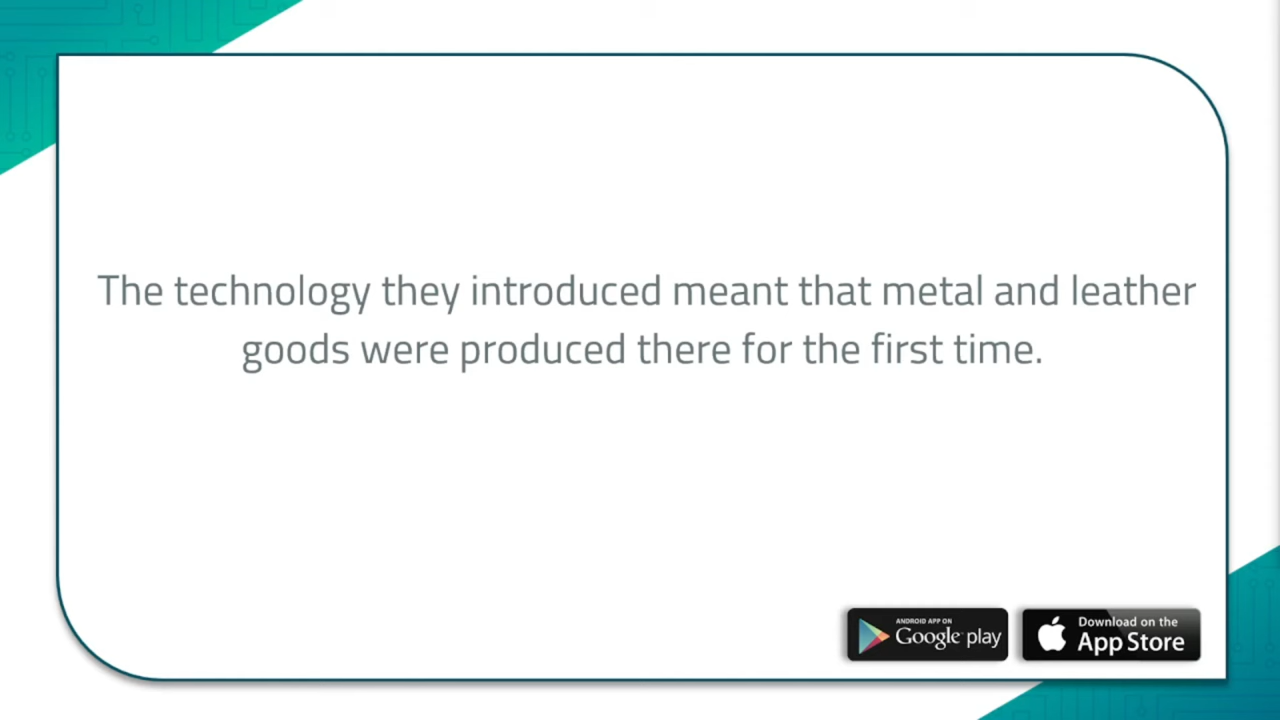 The technology they introduced meant that metal and leather
goods were produced there for the first time.
ANDROID APP ON
Google play
Download on the
App Store